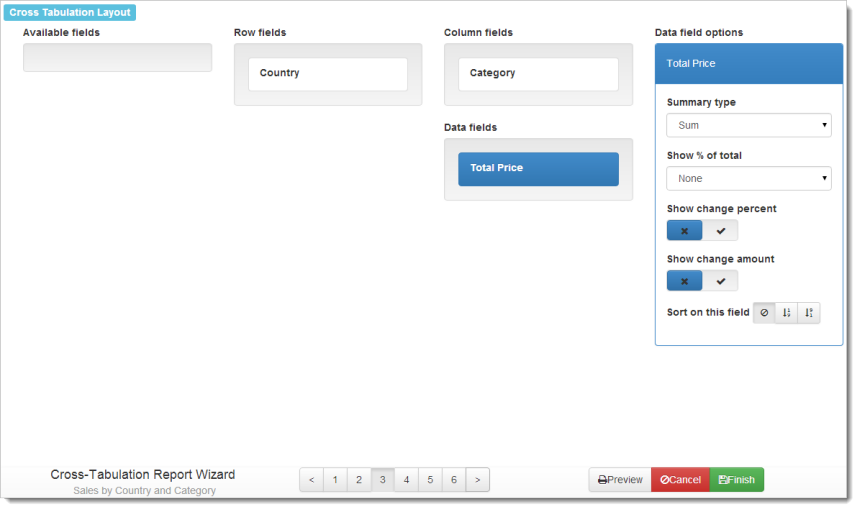 Cross Tabulation Layout
Available fields
Row fields
Country
Column fields
Category
Data fields
Total Price
Data field options
Total Price
Summary type
Sum
Show % of total
None
Show change percent
Show change amount
Sort on this field
Cross-Tabulation Report Wizard
Sales by Country and Category
< 1 2 3 4 5 6 >
Preview Cancel Finish